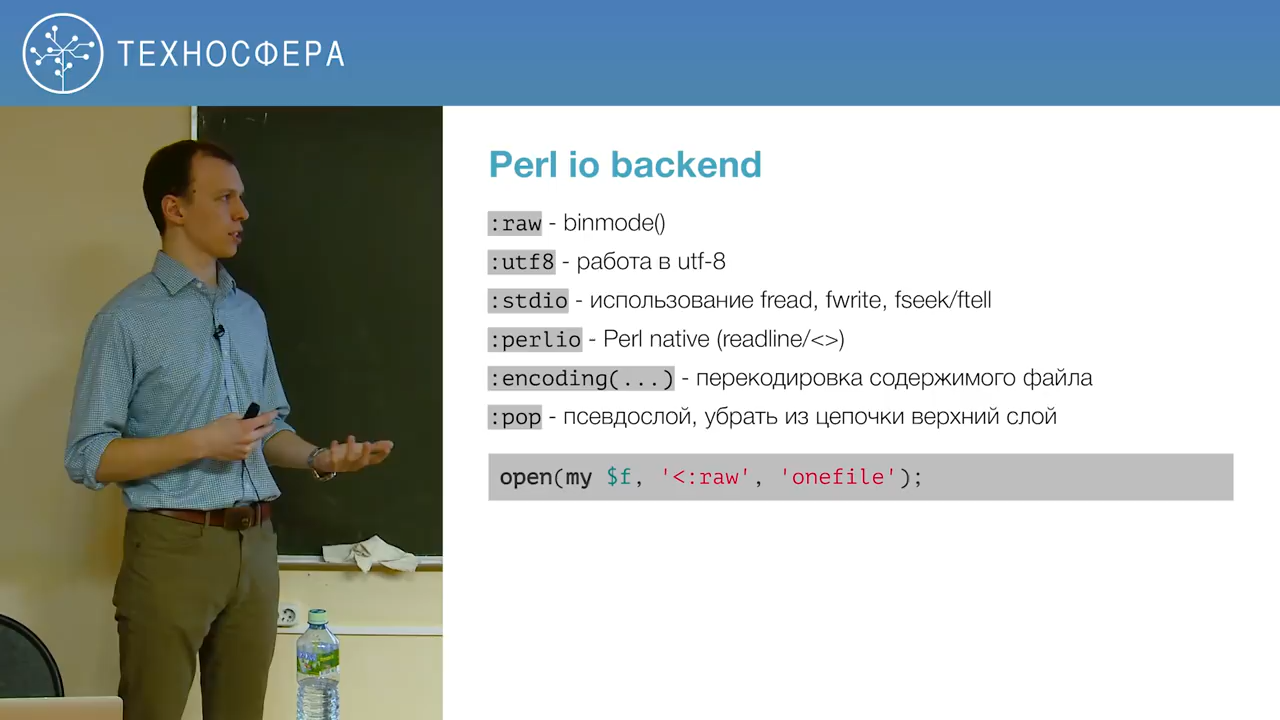 ТЕХНОСФЕРА
Perl io backend
:raw - binmode()
:utf8 - работа в utf-8
:stdio - использование fread, fwrite, fseek/ftell
:perlio - Perl native (readline/<>)
:encoding(...) - перекодировка содержимого файла
:pop - псевдослой, убрать из цепочки верхний слой
open(my $f, '<:raw', 'onefile');